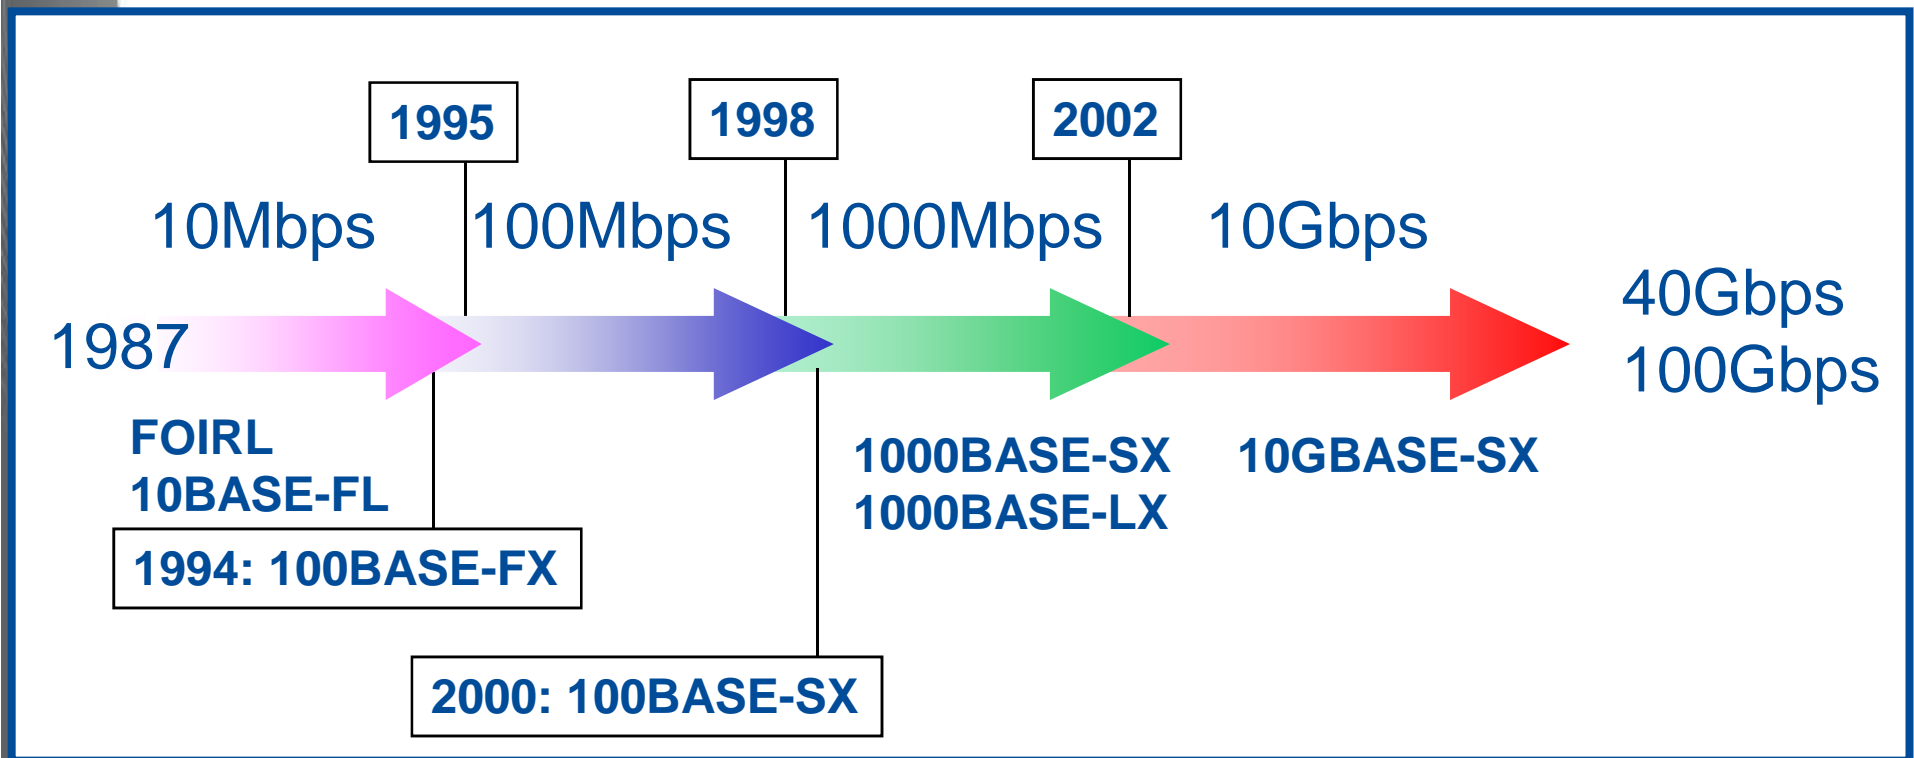 1995
1998
2002
10Mbps
100Mbps
1000Mbps
10Gbps
1987
40Gbps
100Gbps
FOIRL
10BASE-FL
1000BASE-SX
1000BASE-LX
10GBASE-SX
1994: 100BASE-FX
2000: 100BASE-SX